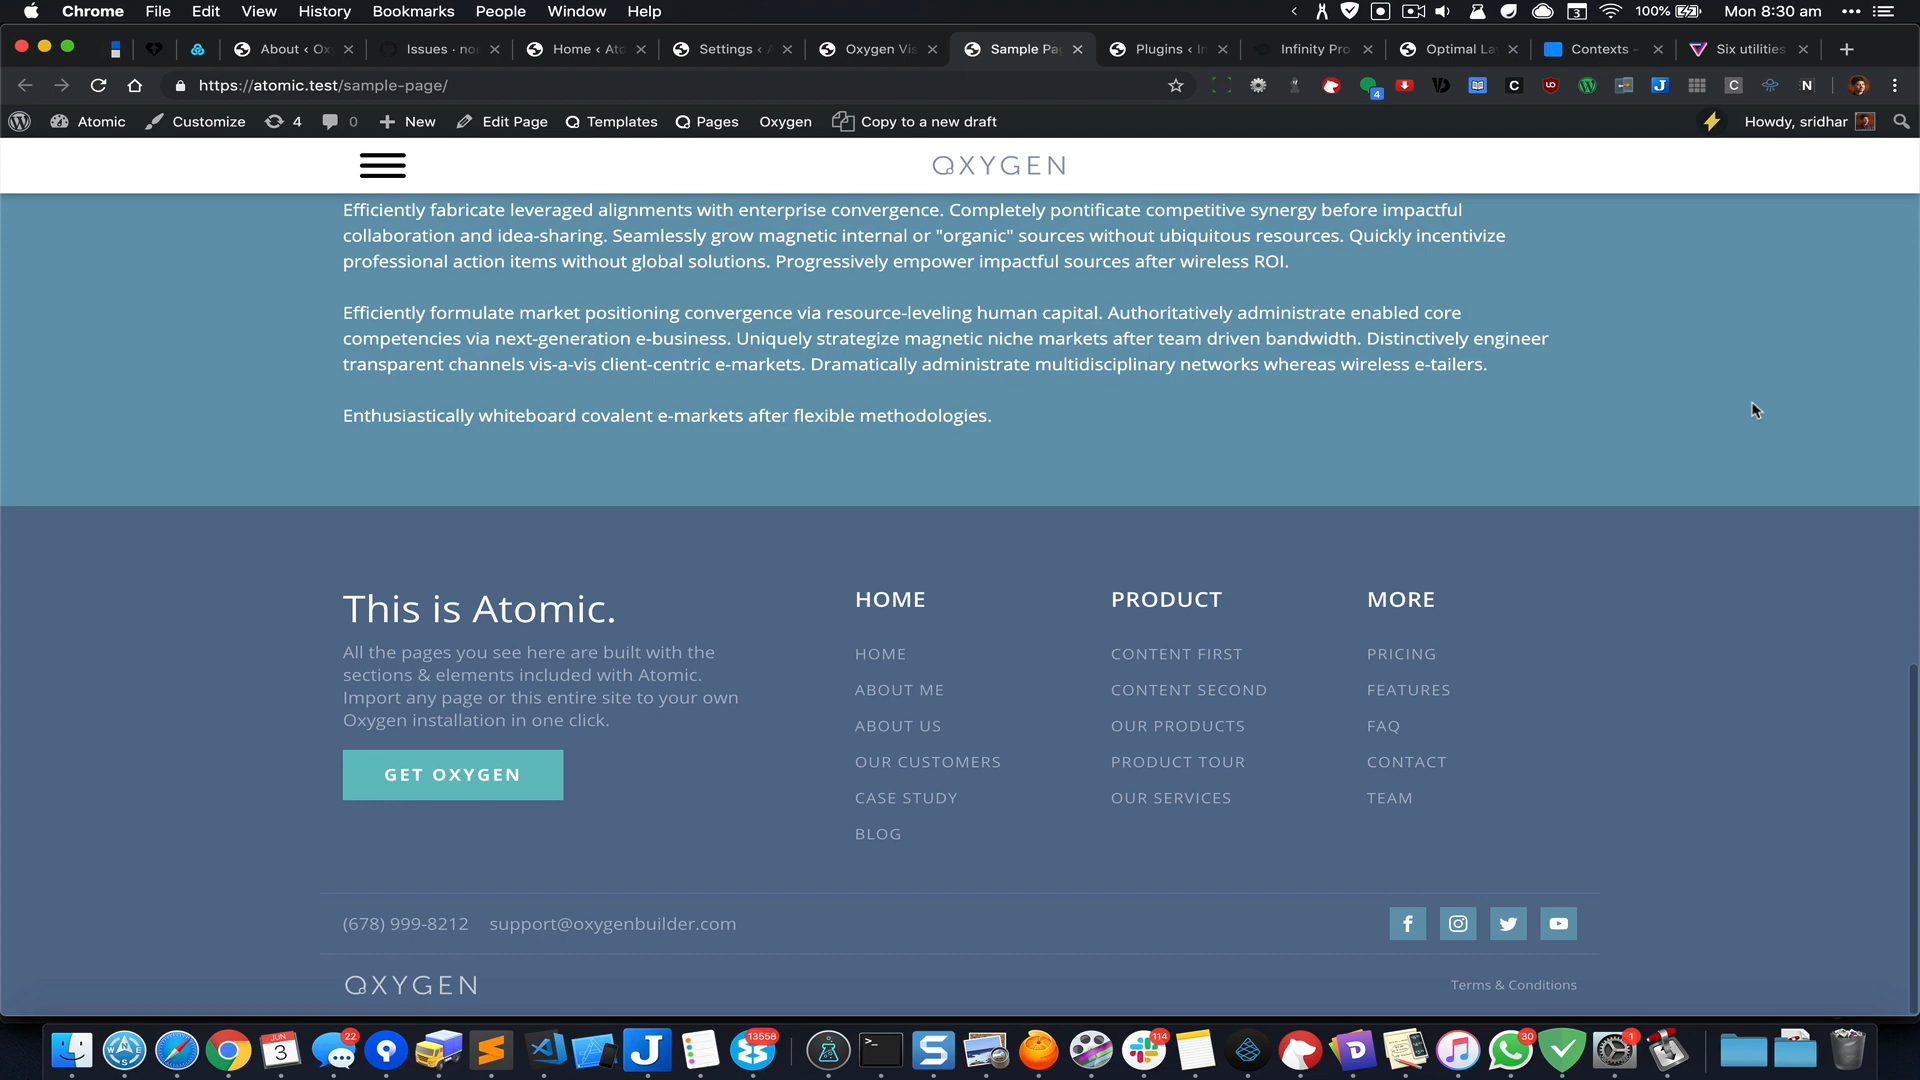 Chrome File Edit View History Bookmarks People Window Help
3 100% Mon 8:30 am
About ‹ Ox Issues · no Home ‹ Ato Settings ‹ Oxygen Vis Sample Pa Plugins ‹ In Infinity Pro Optimal La Contexts – Six utilities
https://atomic.test/sample-page/
4
Atomic Customize 4 0 New Edit Page Templates Pages Oxygen Copy to a new draft Howdy, sridhar
OXYGEN
Efficiently fabricate leveraged alignments with enterprise convergence. Completely pontificate competitive synergy before impactful
collaboration and idea-sharing. Seamlessly grow magnetic internal or "organic" sources without ubiquitous resources. Quickly incentivize
professional action items without global solutions. Progressively empower impactful sources after wireless ROI.
Efficiently formulate market positioning convergence via resource-leveling human capital. Authoritatively administrate enabled core
competencies via next-generation e-business. Uniquely strategize magnetic niche markets after team driven bandwidth. Distinctively engineer
transparent channels vis-a-vis client-centric e-markets. Dramatically administrate multidisciplinary networks whereas wireless e-tailers.
Enthusiastically whiteboard covalent e-markets after flexible methodologies.
This is Atomic.
All the pages you see here are built with the
sections & elements included with Atomic.
Import any page or this entire site to your own
Oxygen installation in one click.
GET OXYGEN
HOME
HOME
ABOUT ME
ABOUT US
OUR CUSTOMERS
CASE STUDY
BLOG
PRODUCT
CONTENT FIRST
CONTENT SECOND
OUR PRODUCTS
PRODUCT TOUR
OUR SERVICES
MORE
PRICING
FEATURES
FAQ
CONTACT
TEAM
(678) 999-8212 support@oxygenbuilder.com
OXYGEN
Terms & Conditions
JUN 3 22 13558 114 30 1